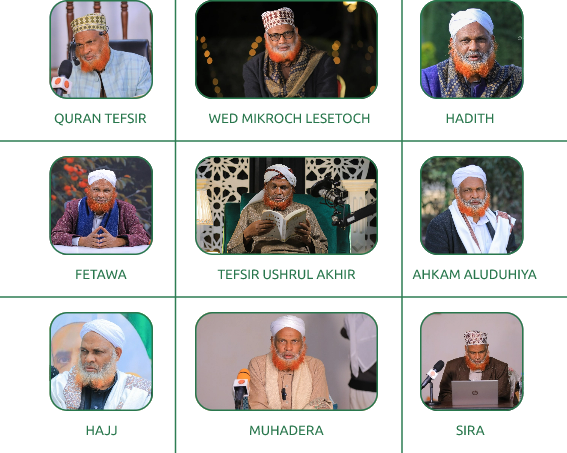 QURAN TEFSIR
WED MIKROCH LESETOCH
HADITH
FETAWA
TEFSIR USHRUL AKHIR
AHKAM ALUDUHIYA
HAJJ
MUHADERA
SIRA